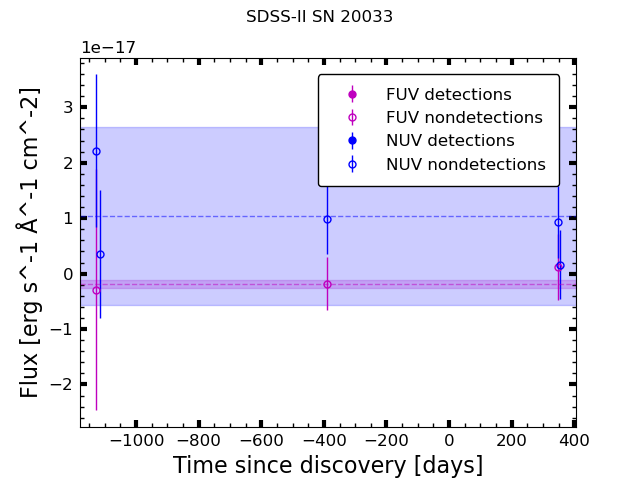 SDSS-II SN 20033
1e−17
FUV detections
FUV nondetections
NUV detections
NUV nondetections
3
2
1
0
−1
−2
Flux [erg s^-1 Å^-1 cm^-2]
−1000 −800 −600 −400 −200 0 200 400
Time since discovery [days]